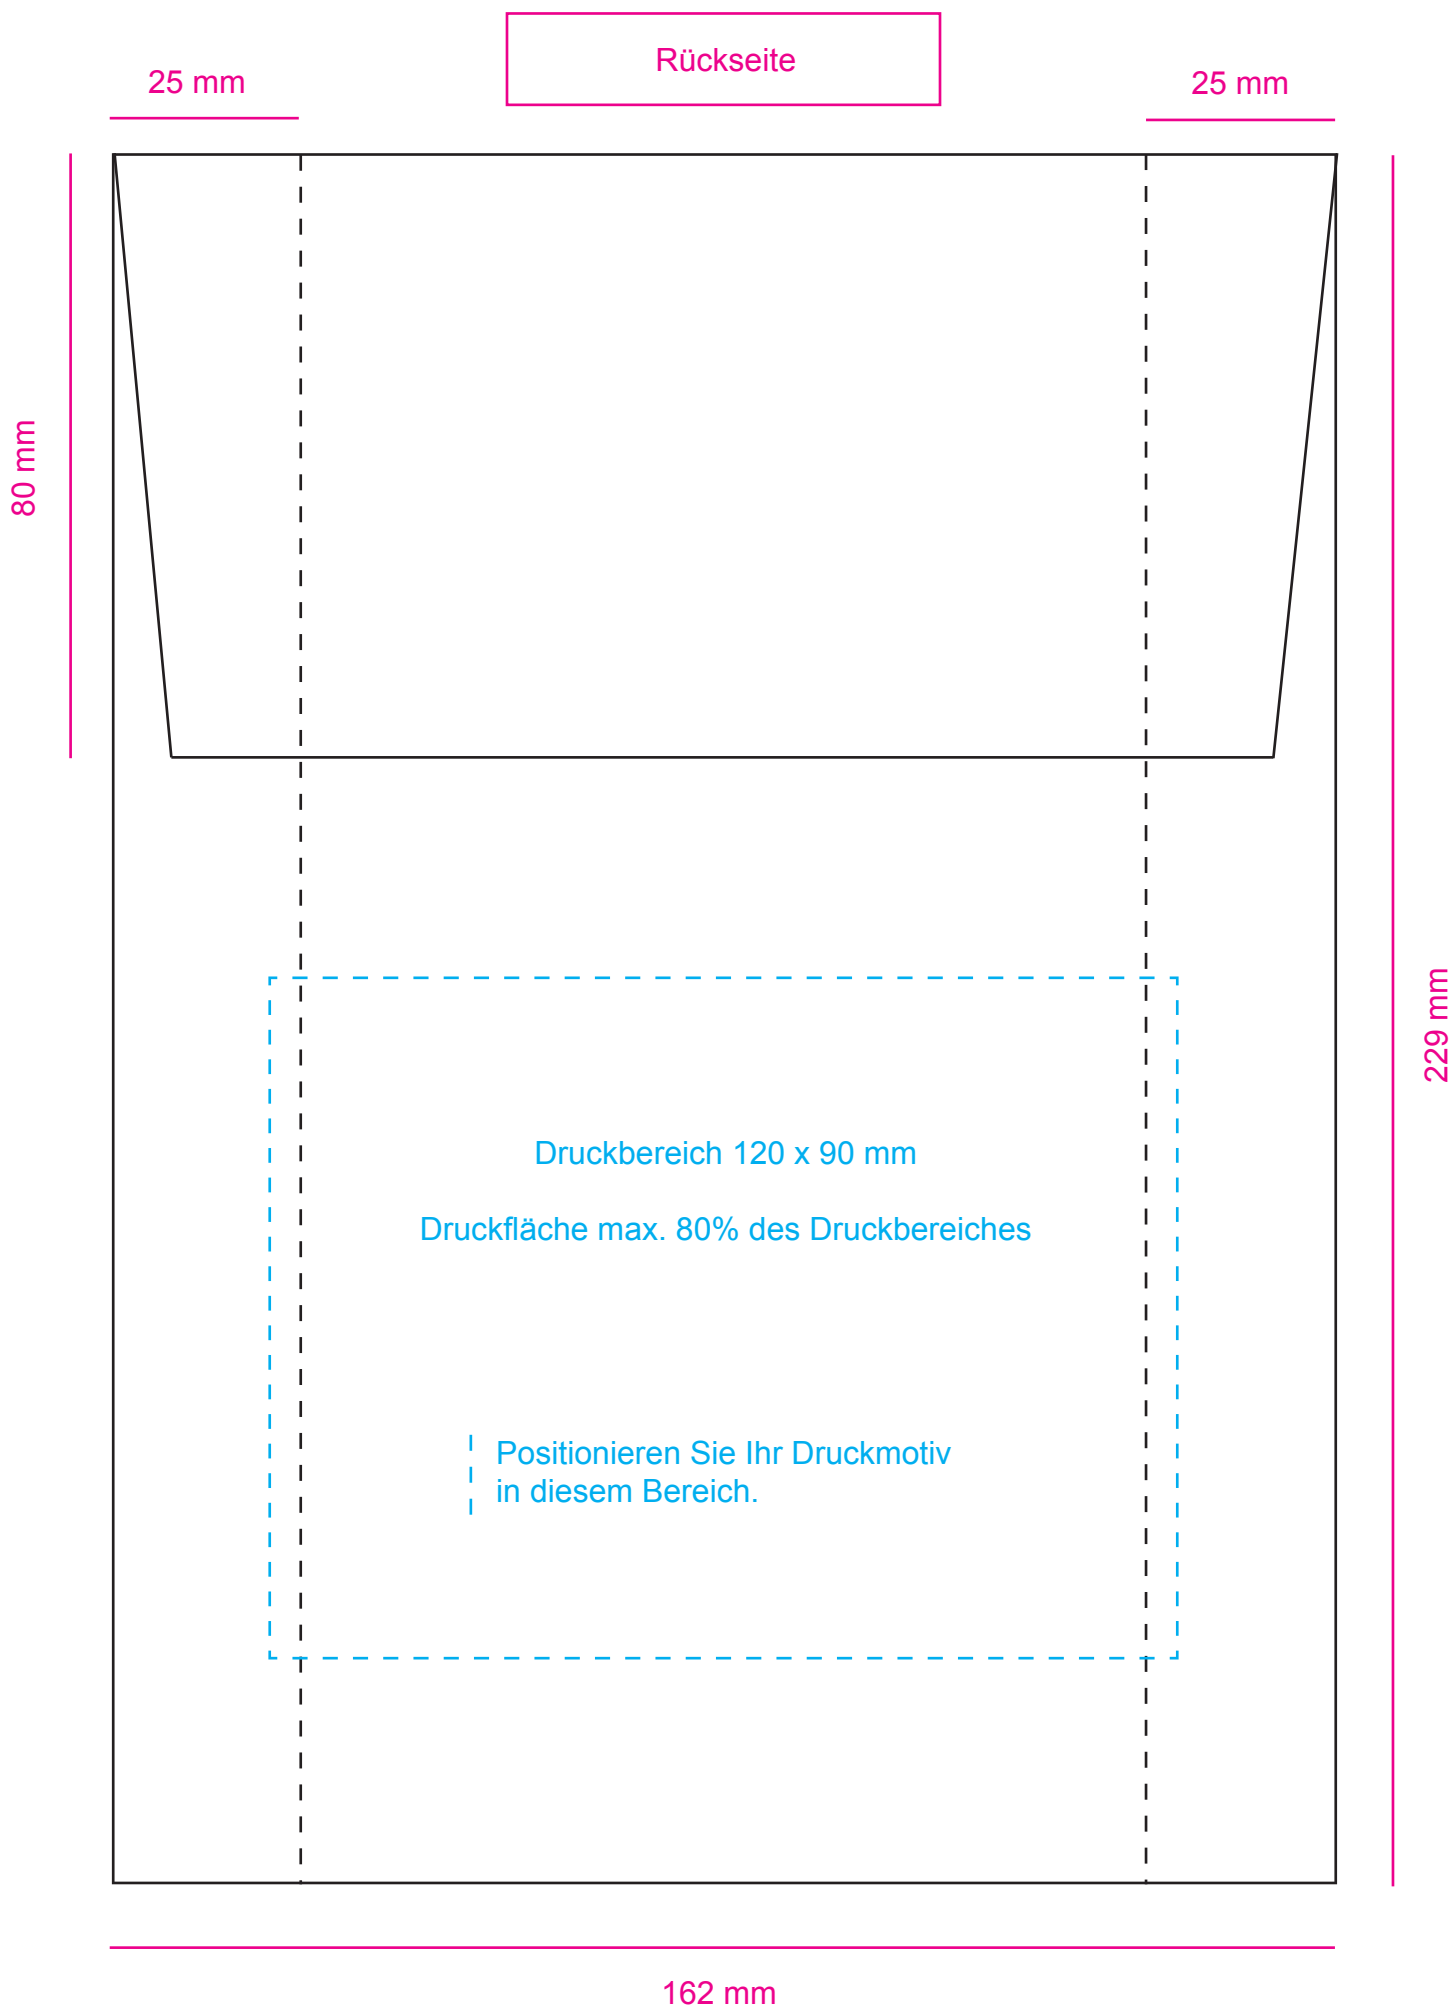 Rückseite
25 mm
25 mm
80 mm
229 mm
Druckbereich 120 x 90 mm
Druckfläche max. 80% des Druckbereiches
Positionieren Sie Ihr Druckmotiv
in diesem Bereich.
162 mm